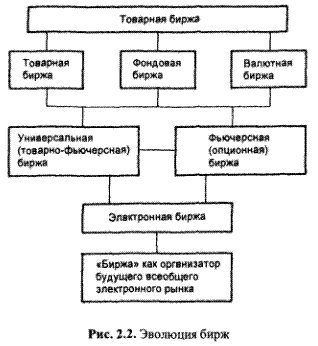 Товарная биржа
Товарная
биржа
Фондовая
биржа
Валютная
биржа
Универсальная
(товарно-фьючерсная)
биржа
Фьючерсная
(опционная)
биржа
Электронная биржа
«Биржа» как организатор
будущего всеобщего
электронного рынка
Рис. 2.2. Эволюция бирж